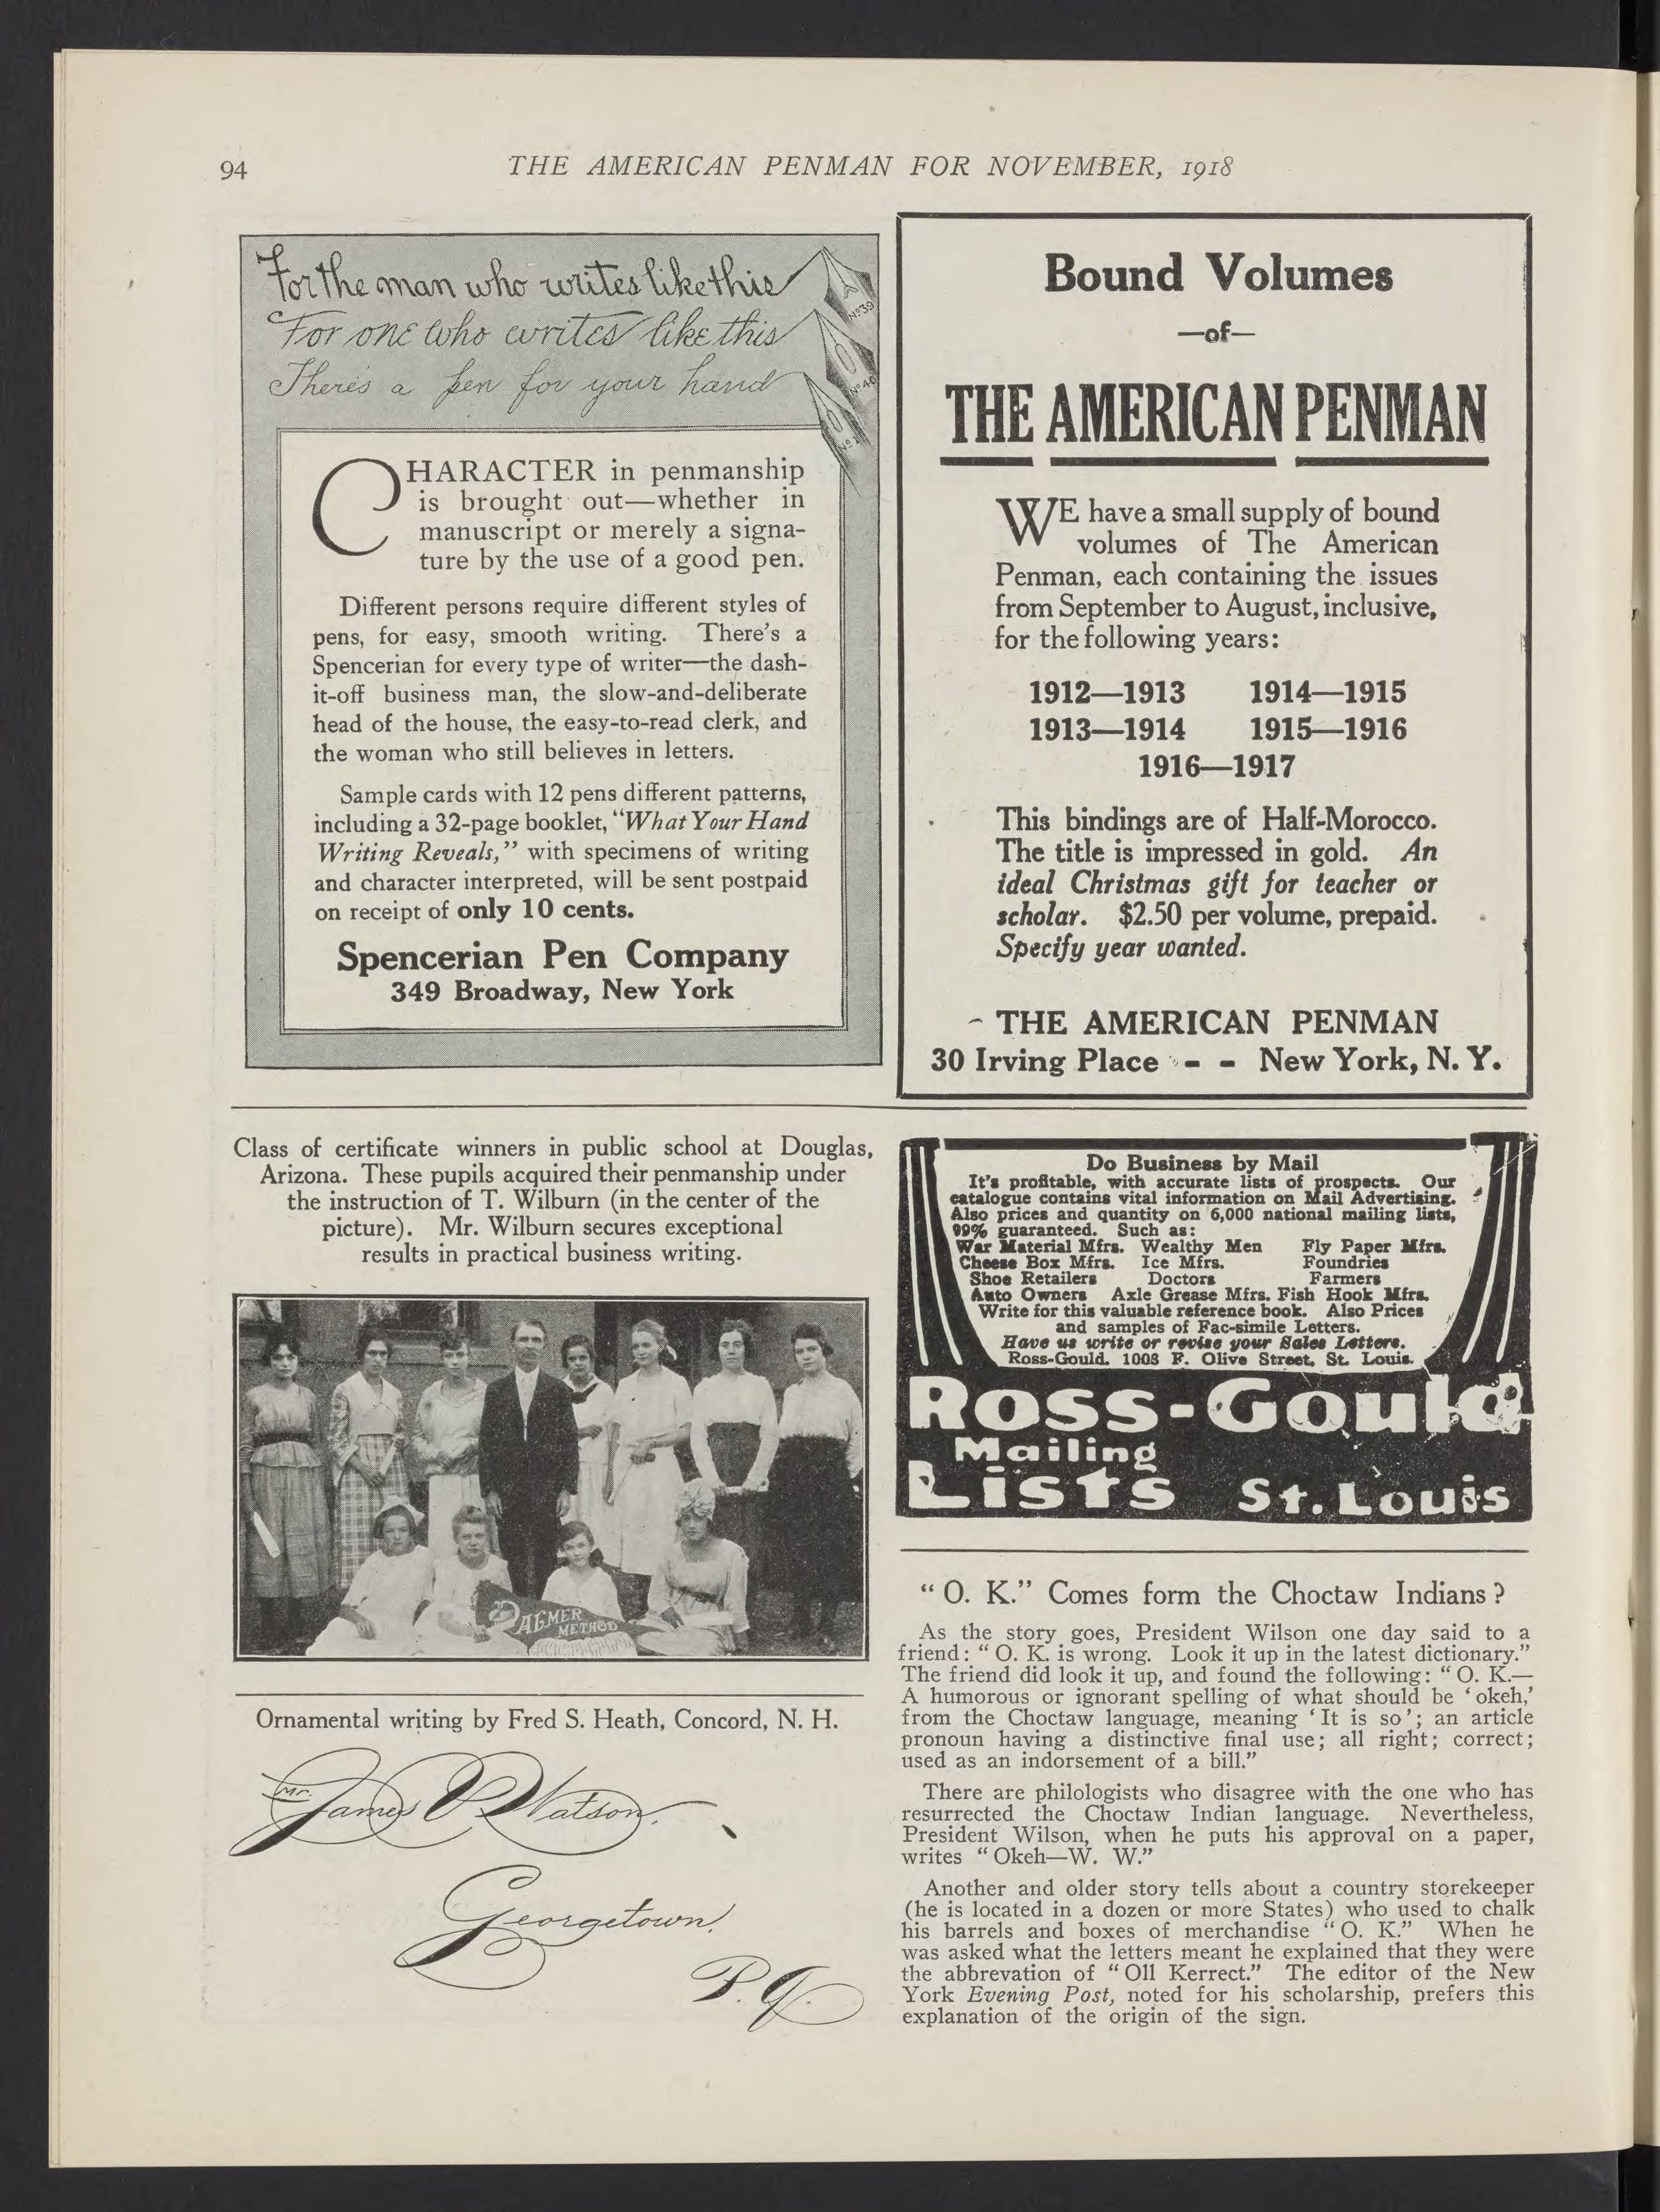 94
THE AMERICAN PENMAN FOR NOVEMBER, 1918
For the man who writes like this
For one who writes like this
There's a pen for your hand
Nº 39
Nº 40
Nº 1
CHARACTER in penmanship
is brought out—whether in
manuscript or merely a signa-
ture by the use of a good pen.
Different persons require different styles of
pens, for easy, smooth writing. There's a
Spencerian for every type of writer—the dash-
it-off business man, the slow-and-deliberate
head of the house, the easy-to-read clerk, and
the woman who still believes in letters.
Sample cards with 12 pens different patterns,
including a 32-page booklet, "What Your Hand
Writing Reveals," with specimens of writing
and character interpreted, will be sent postpaid
on receipt of only 10 cents.
Spencerian Pen Company
349 Broadway, New York
Bound Volumes
—of—
THE AMERICAN PENMAN
WE have a small supply of bound
volumes of The American
Penman, each containing the issues
from September to August, inclusive,
for the following years:
1912—1913 1914—1915
1913—1914 1915—1916
1916—1917
This bindings are of Half-Morocco.
The title is impressed in gold. An
ideal Christmas gift for teacher or
scholar. $2.50 per volume, prepaid.
Specify year wanted.
THE AMERICAN PENMAN
30 Irving Place - - New York, N. Y.
Class of certificate winners in public school at Douglas,
Arizona. These pupils acquired their penmanship under
the instruction of T. Wilburn (in the center of the
picture). Mr. Wilburn secures exceptional
results in practical business writing.
PALMER
METHOD
Ornamental writing by Fred S. Heath, Concord, N. H.
Mr. James P. Watson,
Georgetown,
P. Q.
Do Business by Mail
It's profitable, with accurate lists of prospects. Our
catalogue contains vital information on Mail Advertising.
Also prices and quantity on 6,000 national mailing lists,
99% guaranteed. Such as:
War Material Mfrs. Wealthy Men Fly Paper Mfrs.
Cheese Box Mfrs. Ice Mfrs. Foundries
Shoe Retailers Doctors Farmers
Auto Owners Axle Grease Mfrs. Fish Hook Mfrs.
Write for this valuable reference book. Also Prices
and samples of Fac-simile Letters.
Have us write or revise your Sales Letters.
Ross-Gould. 1008 F. Olive Street, St. Louis.
Ross-Gould
Mailing
Lists St. Louis
"O. K." Comes form the Choctaw Indians?
As the story goes, President Wilson one day said to a
friend: "O. K. is wrong. Look it up in the latest dictionary."
The friend did look it up, and found the following: "O. K.—
A humorous or ignorant spelling of what should be 'okeh,'
from the Choctaw language, meaning 'It is so'; an article
pronoun having a distinctive final use; all right; correct;
used as an indorsement of a bill."
There are philologists who disagree with the one who has
resurrected the Choctaw Indian language. Nevertheless,
President Wilson, when he puts his approval on a paper,
writes "Okeh—W. W."
Another and older story tells about a country storekeeper
(he is located in a dozen or more States) who used to chalk
his barrels and boxes of merchandise "O. K." When he
was asked what the letters meant he explained that they were
the abbrevation of "Oll Kerrect." The editor of the New
York Evening Post, noted for his scholarship, prefers this
explanation of the origin of the sign.